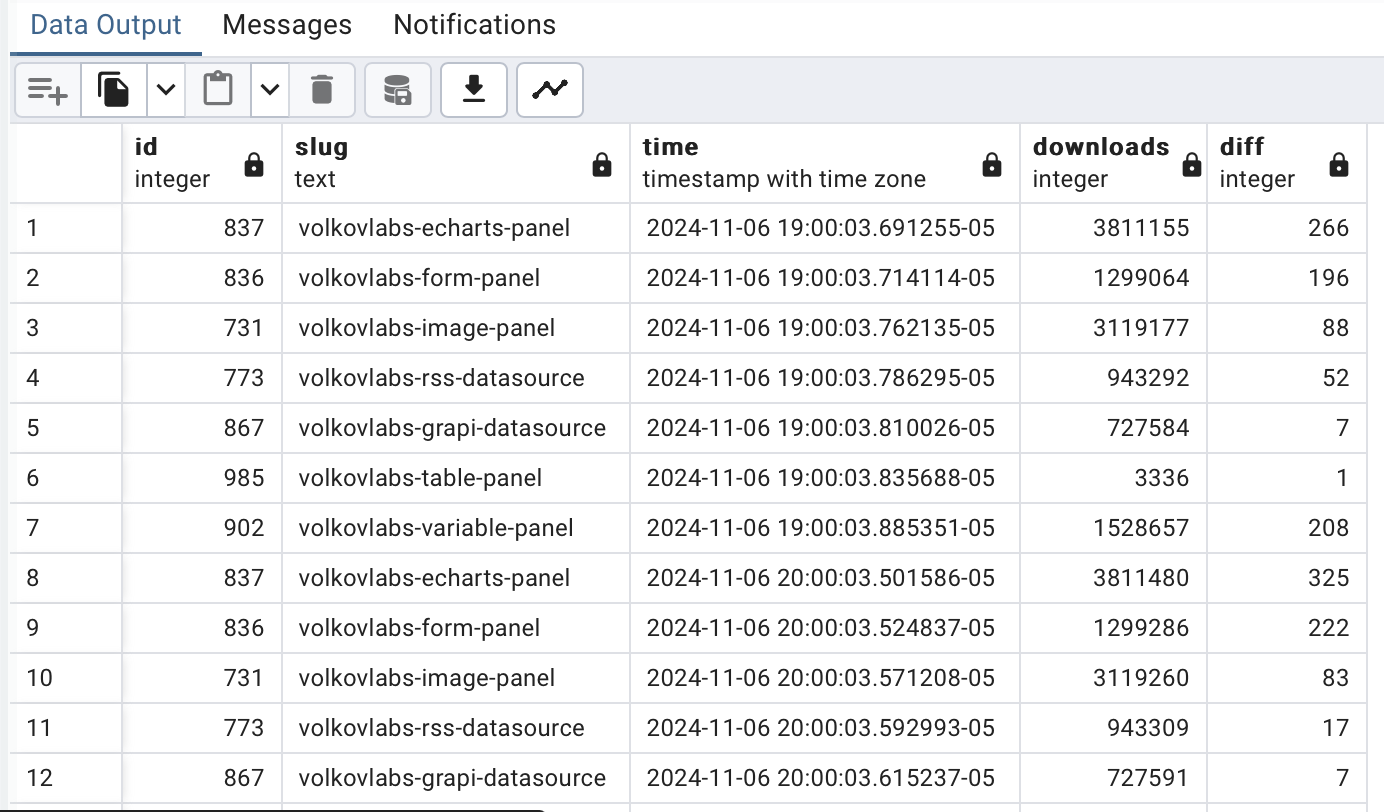 Data Output Messages Notifications
id slug time downloads diff
integer text timestamp with time zone integer integer
1 837 volkovlabs-echarts-panel 2024-11-06 19:00:03.691255-05 3811155 266
2 836 volkovlabs-form-panel 2024-11-06 19:00:03.714114-05 1299064 196
3 731 volkovlabs-image-panel 2024-11-06 19:00:03.762135-05 3119177 88
4 773 volkovlabs-rss-datasource 2024-11-06 19:00:03.786295-05 943292 52
5 867 volkovlabs-grapi-datasource 2024-11-06 19:00:03.810026-05 727584 7
6 985 volkovlabs-table-panel 2024-11-06 19:00:03.835688-05 3336 1
7 902 volkovlabs-variable-panel 2024-11-06 19:00:03.885351-05 1528657 208
8 837 volkovlabs-echarts-panel 2024-11-06 20:00:03.501586-05 3811480 325
9 836 volkovlabs-form-panel 2024-11-06 20:00:03.524837-05 1299286 222
10 731 volkovlabs-image-panel 2024-11-06 20:00:03.571208-05 3119260 83
11 773 volkovlabs-rss-datasource 2024-11-06 20:00:03.592993-05 943309 17
12 867 volkovlabs-grapi-datasource 2024-11-06 20:00:03.615237-05 727591 7